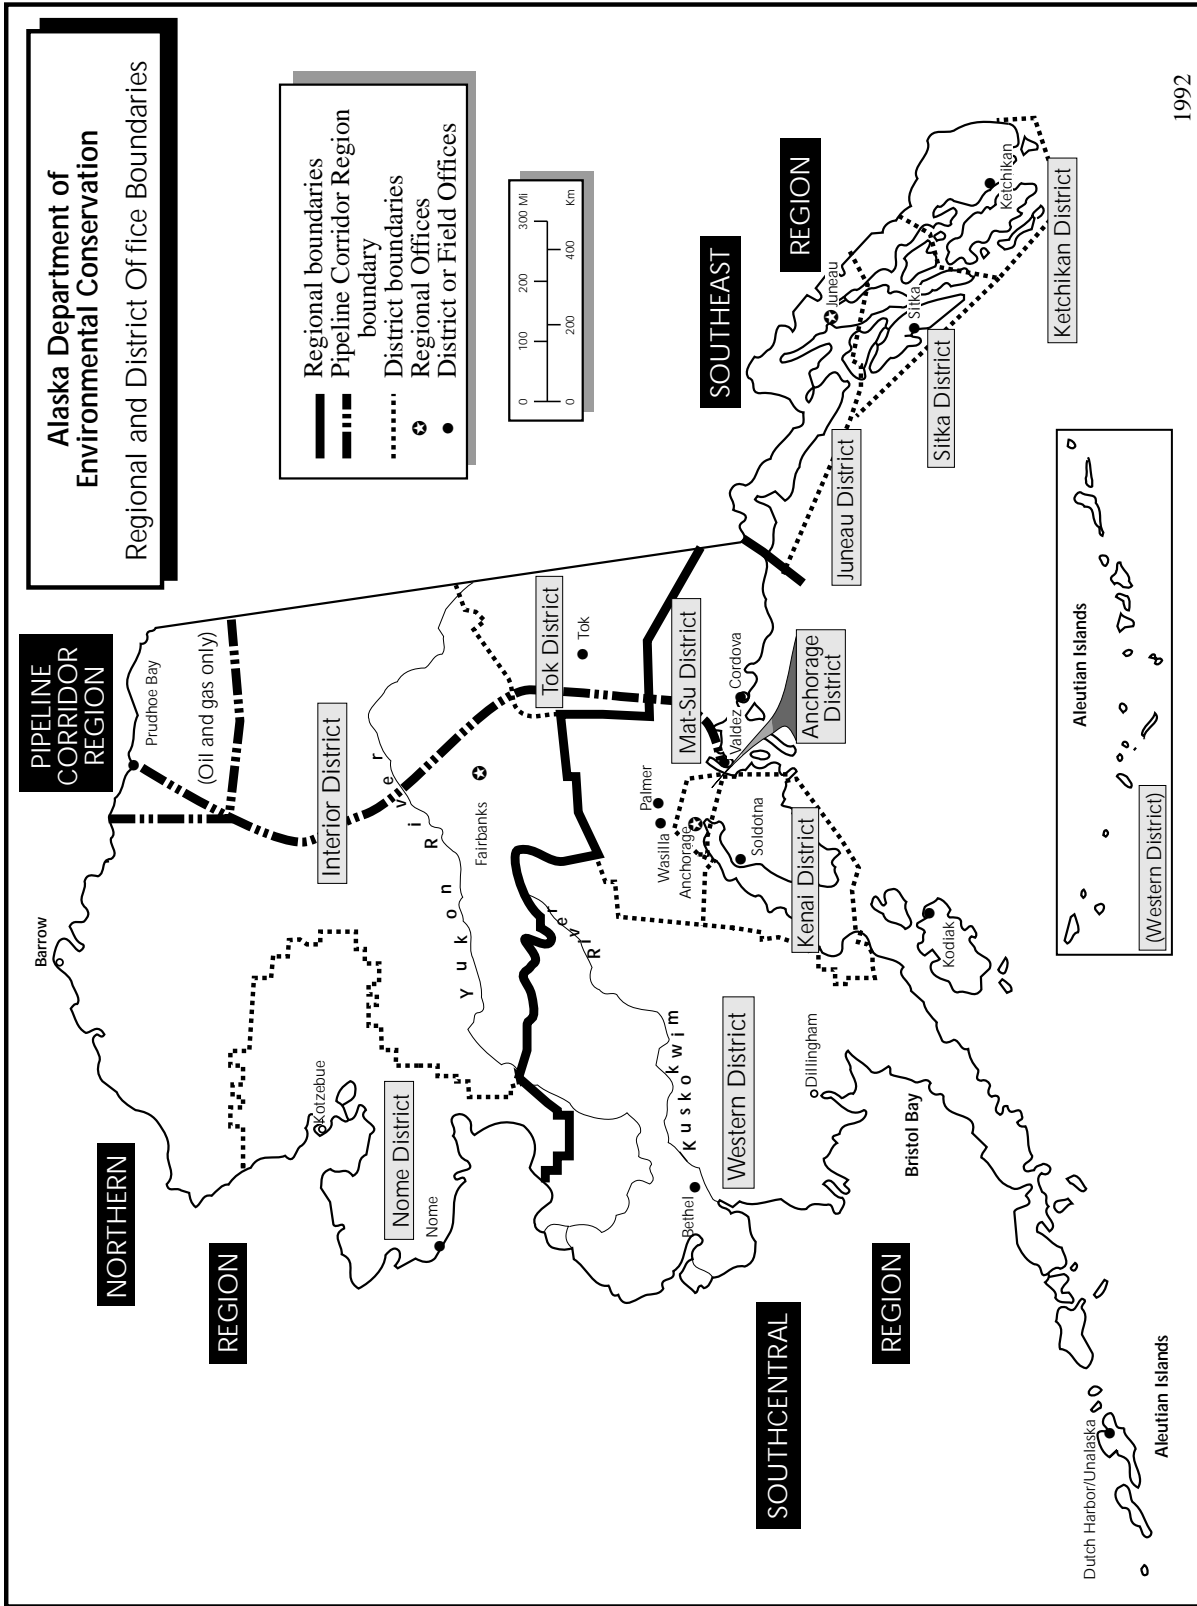 Alaska Department of
Environmental Conservation
Regional and District Office Boundaries
Regional boundaries
Pipeline Corridor Region
boundary
District boundaries
Regional Offices
District or Field Offices
0 100 200 300 Mi
0 200 400 Km
PIPELINE
CORRIDOR
REGION
Barrow
Prudhoe Bay
(Oil and gas only)
NORTHERN
REGION
Interior District
Kotzebue
Nome District
Nome
Yukon River
Fairbanks
Tok District
Tok
Kuskokwim River
Western District
Bethel
Mat-Su District
Wasilla
Palmer
Anchorage
Valdez
Cordova
Anchorage
District
Soldotna
Kenai District
Dillingham
Kodiak
Bristol Bay
SOUTHCENTRAL
REGION
SOUTHEAST
REGION
Juneau
Juneau District
Sitka
Sitka District
Ketchikan
Ketchikan District
Dutch Harbor/Unalaska
Aleutian Islands
Aleutian Islands
(Western District)
1992